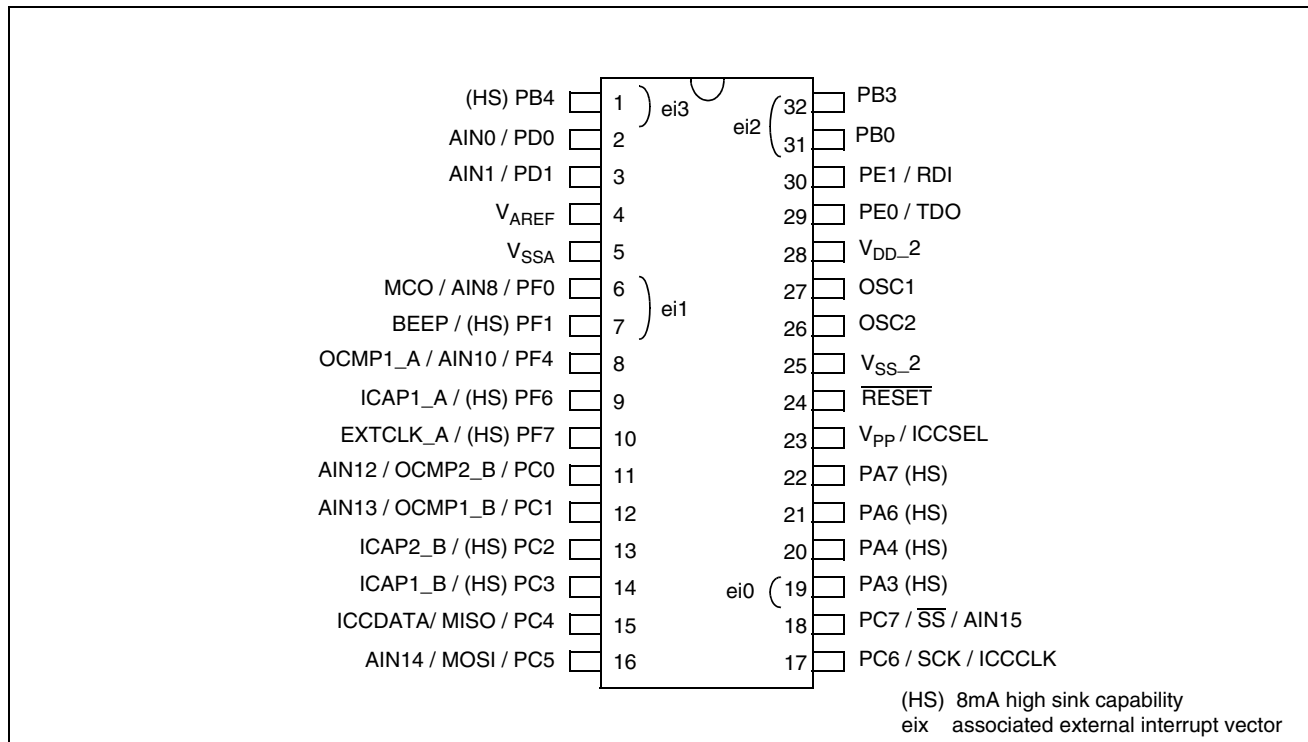 (HS) PB4 1 ei3 ei2 32 PB3
AIN0 / PD0 2 31 PB0
AIN1 / PD1 3 30 PE1 / RDI
VAREF 4 29 PE0 / TDO
VSSA 5 28 VDD_2
MCO / AIN8 / PF0 6 ei1 27 OSC1
BEEP / (HS) PF1 7 26 OSC2
OCMP1_A / AIN10 / PF4 8 25 VSS_2
ICAP1_A / (HS) PF6 9 24 RESET
EXTCLK_A / (HS) PF7 10 23 VPP / ICCSEL
AIN12 / OCMP2_B / PC0 11 22 PA7 (HS)
AIN13 / OCMP1_B / PC1 12 21 PA6 (HS)
ICAP2_B / (HS) PC2 13 20 PA4 (HS)
ICAP1_B / (HS) PC3 14 ei0 19 PA3 (HS)
ICCDATA/ MISO / PC4 15 18 PC7 / SS / AIN15
AIN14 / MOSI / PC5 16 17 PC6 / SCK / ICCCLK
(HS) 8mA high sink capability
eix associated external interrupt vector